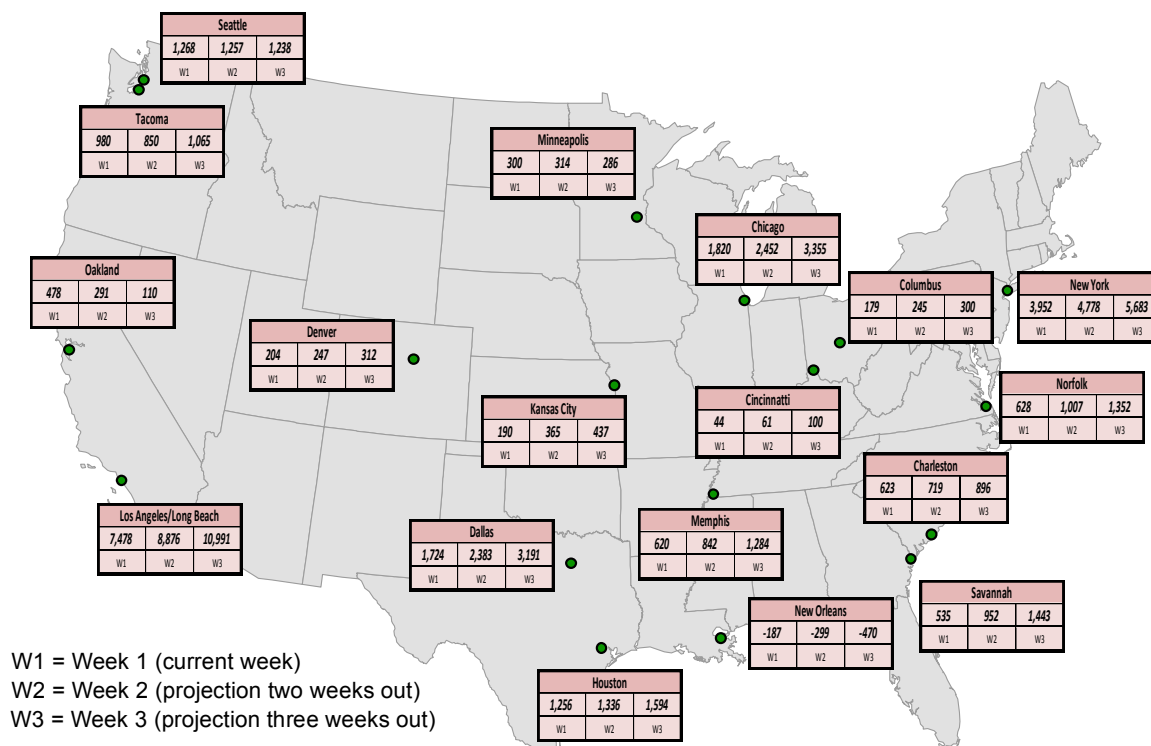 Seattle
1,268 1,257 1,238
W1 W2 W3
Tacoma
980 850 1,065
W1 W2 W3
Minneapolis
300 314 286
W1 W2 W3
Chicago
1,820 2,452 3,355
W1 W2 W3
Oakland
478 291 110
W1 W2 W3
Columbus
179 245 300
W1 W2 W3
New York
3,952 4,778 5,683
W1 W2 W3
Denver
204 247 312
W1 W2 W3
Kansas City
190 365 437
W1 W2 W3
Cincinnatti
44 61 100
W1 W2 W3
Norfolk
628 1,007 1,352
W1 W2 W3
Charleston
623 719 896
W1 W2 W3
Los Angeles/Long Beach
7,478 8,876 10,991
W1 W2 W3
Dallas
1,724 2,383 3,191
W1 W2 W3
Memphis
620 842 1,284
W1 W2 W3
Savannah
535 952 1,443
W1 W2 W3
New Orleans
-187 -299 -470
W1 W2 W3
Houston
1,256 1,336 1,594
W1 W2 W3
W1 = Week 1 (current week)
W2 = Week 2 (projection two weeks out)
W3 = Week 3 (projection three weeks out)